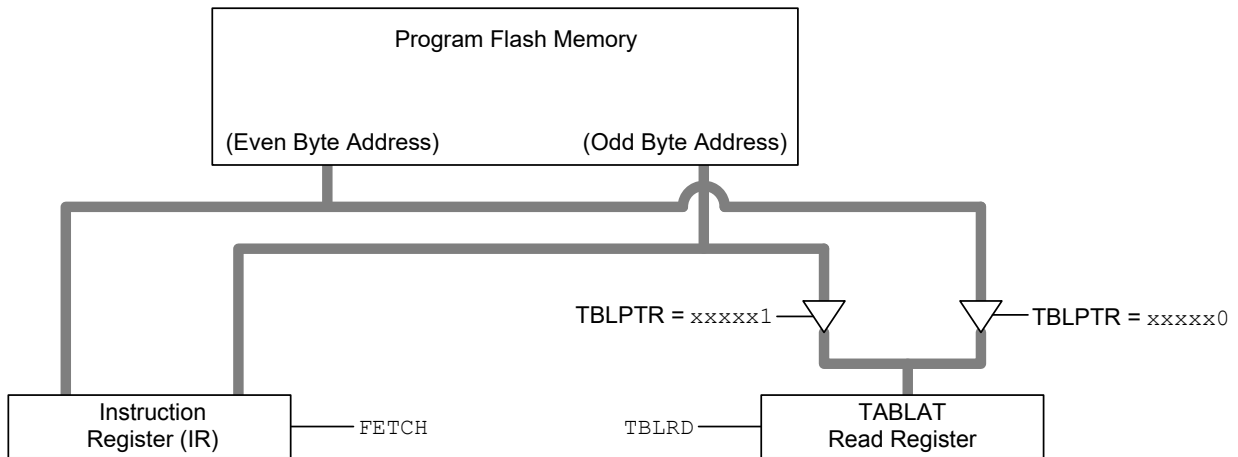 Program Flash Memory
(Even Byte Address) (Odd Byte Address)
TBLPTR = xxxxx1
TBLPTR = xxxxx0
Instruction
Register (IR)
FETCH
TBLRD
TABLAT
Read Register